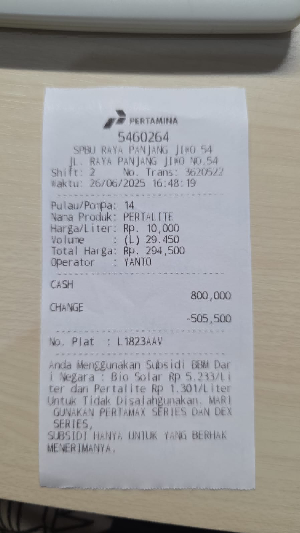 PERTAMINA
5460264
SPBU RAYA PANJANG JIWO 54
JL. RAYA PANJANG JIWO NO.54
Shift: 2 No. Trans: 3620522
Waktu: 26/06/2025 16:48:19
Pulau/Pompa: 14
Nama Produk: PERTALITE
Harga/Liter: Rp. 10,000
Volume : (L) 29.450
Total Harga: Rp. 294,500
Operator : YANTO
CASH
800,000
CHANGE
-505,500
No. Plat : L1823AAV
Anda Menggunakan Subsidi BBM Dar
i Negara : Bio Solar Rp 5.233/Li
ter dan Pertalite Rp 1.301/Liter
Untuk Tidak Disalahgunakan. MARI
GUNAKAN PERTAMAX SERIES DAN DEX
SERIES,
SUBSIDI HANYA UNTUK YANG BERHAK
MENERIMANYA.